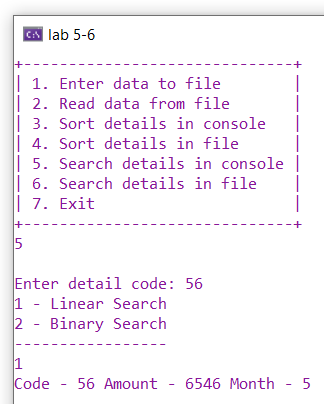 lab 5-6
+-----------------------------+
| 1. Enter data to file        |
| 2. Read data from file       |
| 3. Sort details in console   |
| 4. Sort details in file      |
| 5. Search details in console |
| 6. Search details in file    |
| 7. Exit                      |
+-----------------------------+
5
Enter detail code: 56
1 - Linear Search
2 - Binary Search
-----------------
1
Code - 56 Amount - 6546 Month - 5